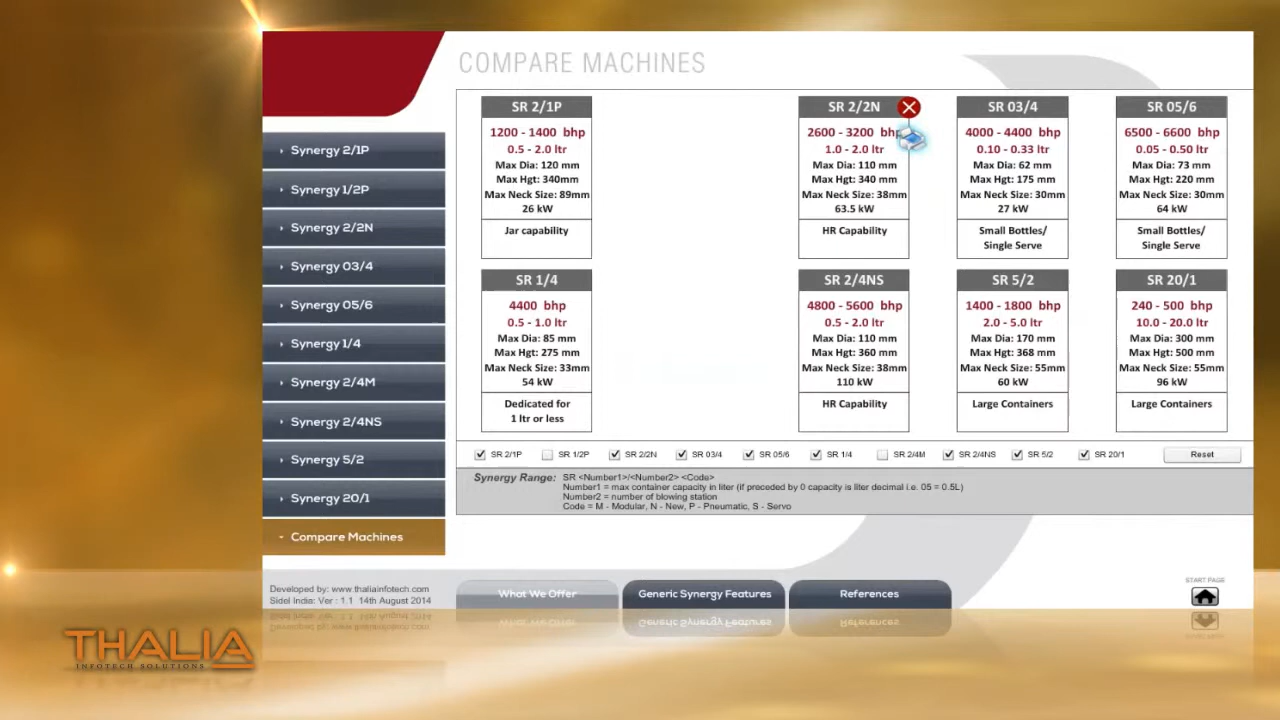 COMPARE MACHINES
Synergy 2/1P
Synergy 1/2P
Synergy 2/2N
Synergy 03/4
Synergy 05/6
Synergy 1/4
Synergy 2/4M
Synergy 2/4NS
Synergy 5/2
Synergy 20/1
Compare Machines
SR 2/1P
1200 - 1400 bhp
0.5 - 2.0 ltr
Max Dia: 120 mm
Max Hgt: 340mm
Max Neck Size: 89mm
26 kW
Jar capability
SR 2/2N
2600 - 3200 bhp
1.0 - 2.0 ltr
Max Dia: 110 mm
Max Hgt: 340 mm
Max Neck Size: 38mm
63.5 kW
HR Capability
SR 03/4
4000 - 4400 bhp
0.10 - 0.33 ltr
Max Dia: 62 mm
Max Hgt: 175 mm
Max Neck Size: 30mm
27 kW
Small Bottles/
Single Serve
SR 05/6
6500 - 6600 bhp
0.05 - 0.50 ltr
Max Dia: 73 mm
Max Hgt: 220 mm
Max Neck Size: 30mm
64 kW
Small Bottles/
Single Serve
SR 1/4
4400 bhp
0.5 - 1.0 ltr
Max Dia: 85 mm
Max Hgt: 275 mm
Max Neck Size: 33mm
54 kW
Dedicated for
1 ltr or less
SR 2/4NS
4800 - 5600 bhp
0.5 - 2.0 ltr
Max Dia: 110 mm
Max Hgt: 360 mm
Max Neck Size: 38mm
110 kW
HR Capability
SR 5/2
1400 - 1800 bhp
2.0 - 5.0 ltr
Max Dia: 170 mm
Max Hgt: 368 mm
Max Neck Size: 55mm
60 kW
Large Containers
SR 20/1
240 - 500 bhp
10.0 - 20.0 ltr
Max Dia: 300 mm
Max Hgt: 500 mm
Max Neck Size: 55mm
96 kW
Large Containers
SR 2/1P SR 1/2P SR 2/2N SR 03/4 SR 05/6 SR 1/4 SR 2/4M SR 2/4NS SR 5/2 SR 20/1 Reset
Synergy Range: SR <Number1>/<Number2> <Code>
Number1 = max container capacity in liter (if preceded by 0 capacity is liter decimal i.e. 05 = 0.5L)
Number2 = number of blowing station
Code = M - Modular, N - New, P - Pneumatic, S - Servo
Developed by: www.thaliainfotech.com
Sidel India: Ver : 1.1 14th August 2014
What We Offer
Generic Synergy Features
References
START PAGE
THALIA
INFOTECH SOLUTIONS